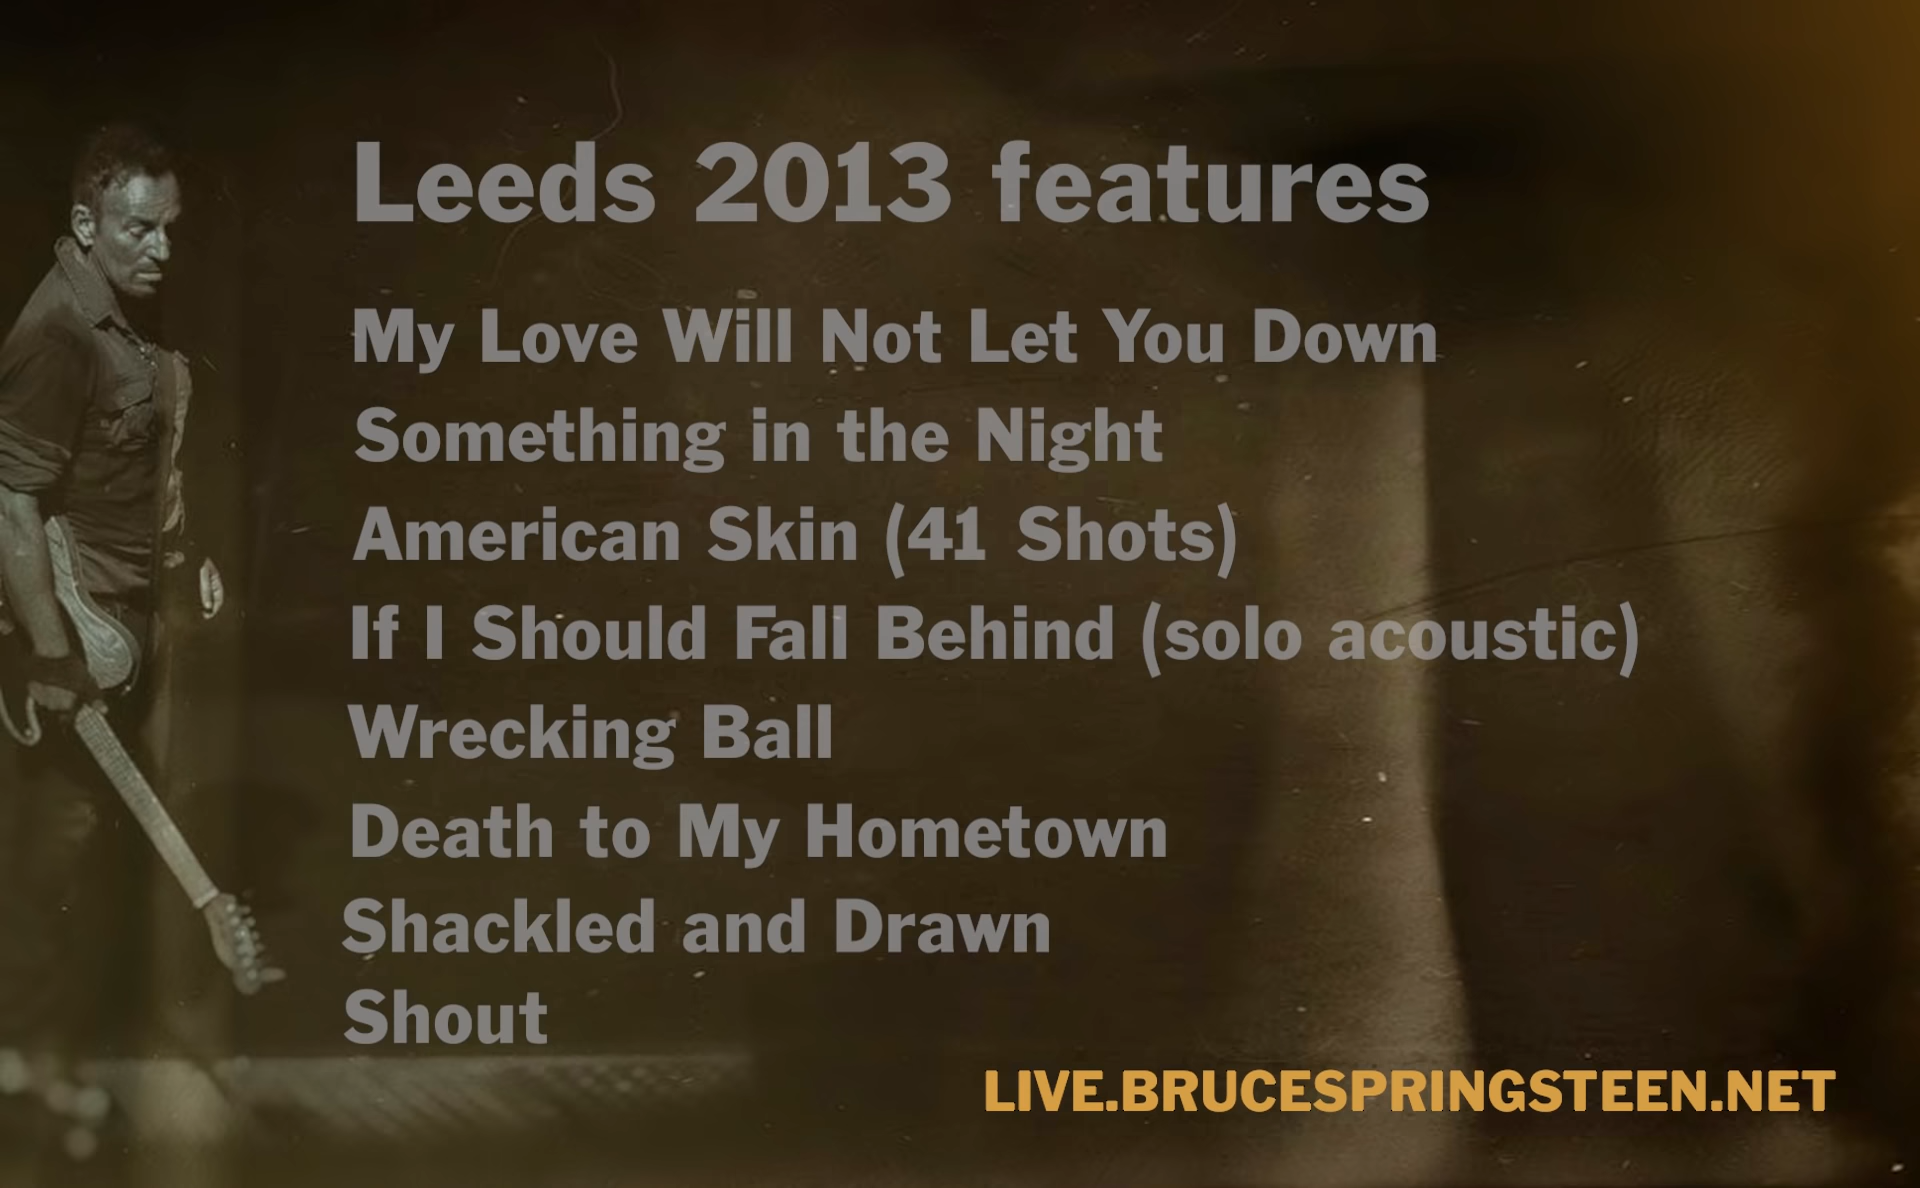 Leeds 2013 features
My Love Will Not Let You Down
Something in the Night
American Skin (41 Shots)
If I Should Fall Behind (solo acoustic)
Wrecking Ball
Death to My Hometown
Shackled and Drawn
Shout
LIVE.BRUCESPRINGSTEEN.NET